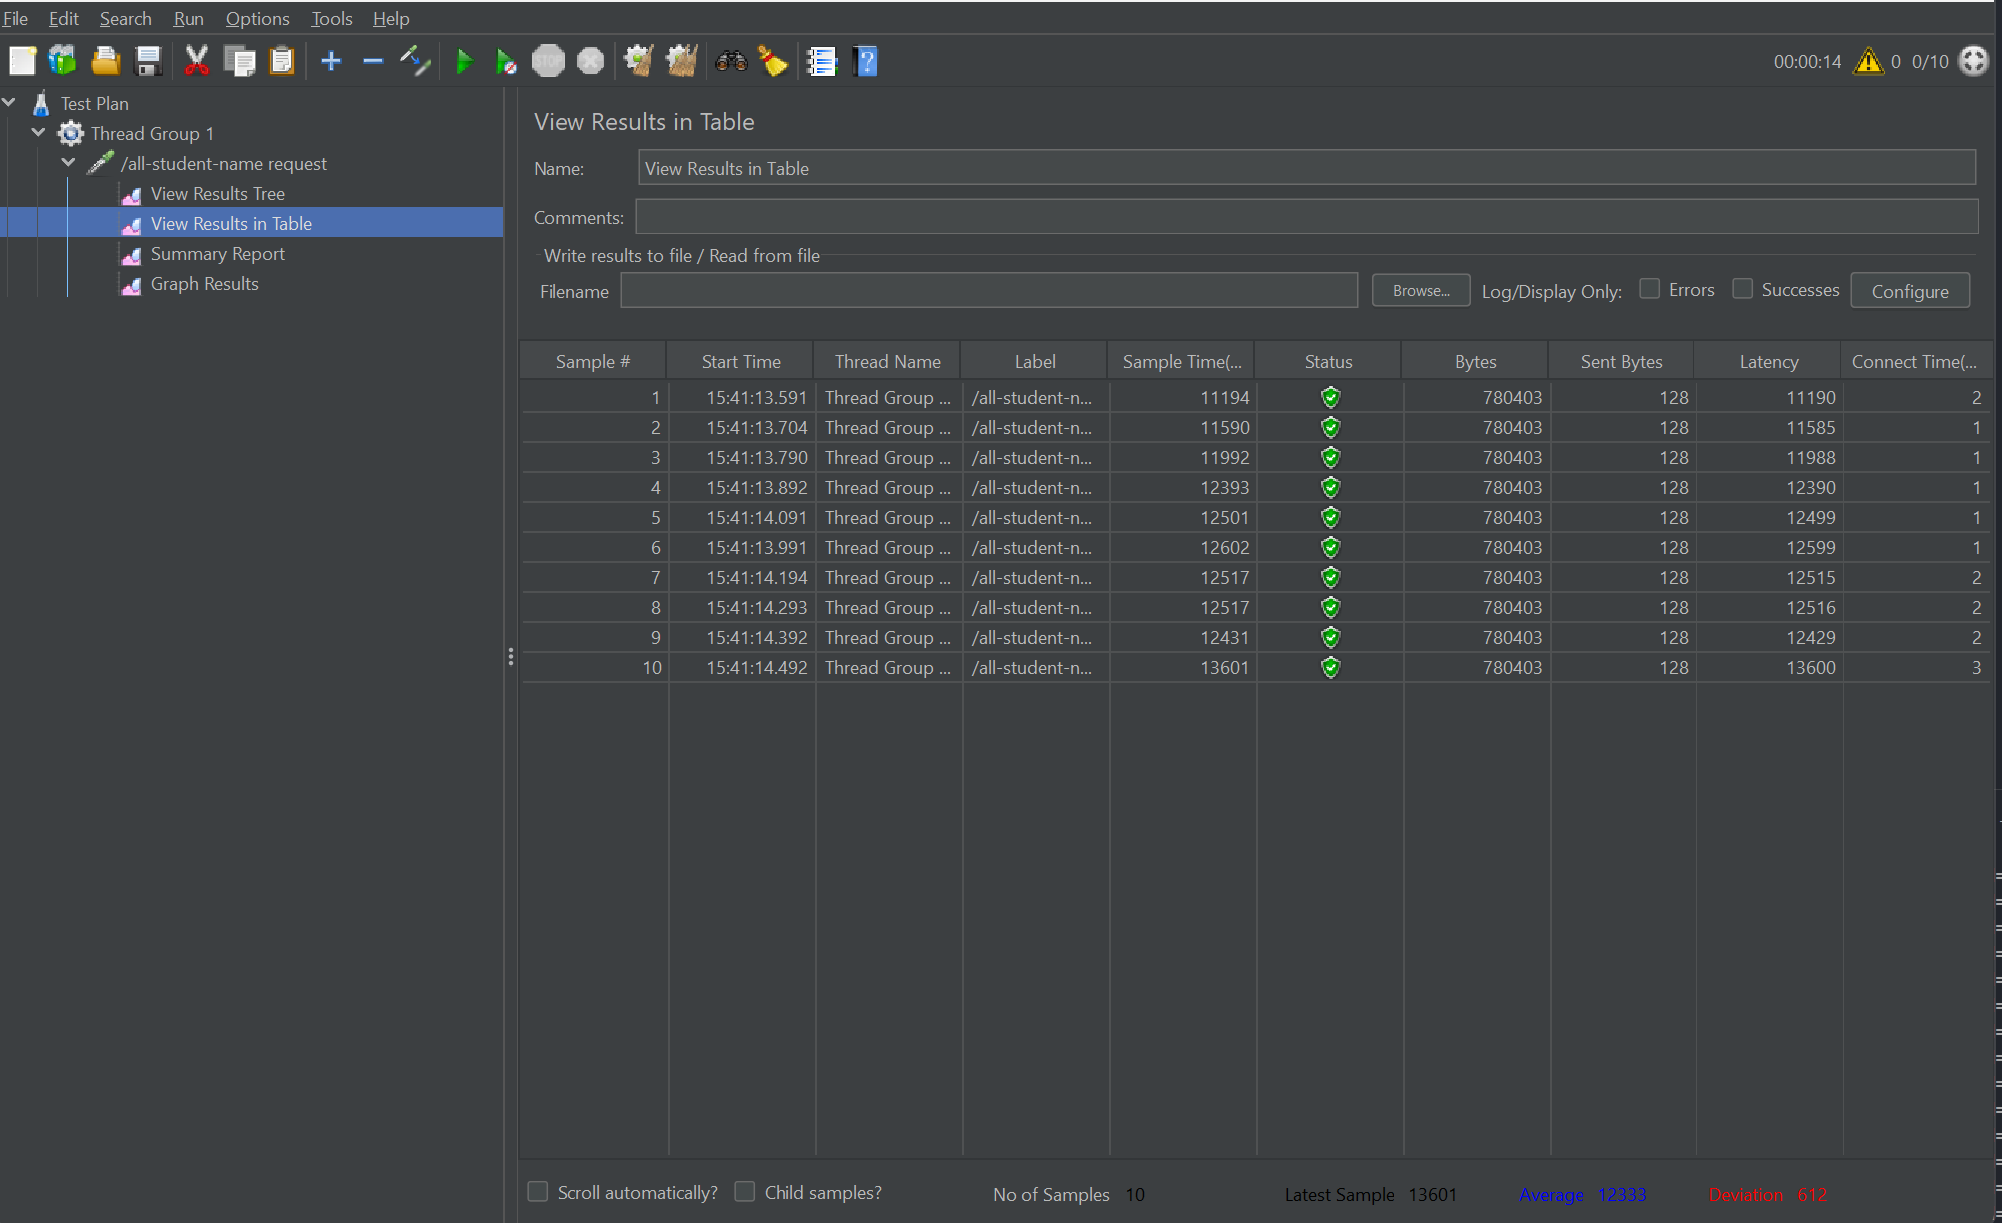 File Edit Search Run Options Tools Help
STOP
00:00:14 0 0/10
Test Plan
Thread Group 1
/all-student-name request
View Results Tree
View Results in Table
Summary Report
Graph Results
View Results in Table
Name: View Results in Table
Comments:
Write results to file / Read from file
Filename Browse... Log/Display Only: Errors Successes Configure
Sample # Start Time Thread Name Label Sample Time(... Status Bytes Sent Bytes Latency Connect Time(...
1 15:41:13.591 Thread Group ... /all-student-n... 11194 780403 128 11190 2
2 15:41:13.704 Thread Group ... /all-student-n... 11590 780403 128 11585 1
3 15:41:13.790 Thread Group ... /all-student-n... 11992 780403 128 11988 1
4 15:41:13.892 Thread Group ... /all-student-n... 12393 780403 128 12390 1
5 15:41:14.091 Thread Group ... /all-student-n... 12501 780403 128 12499 1
6 15:41:13.991 Thread Group ... /all-student-n... 12602 780403 128 12599 1
7 15:41:14.194 Thread Group ... /all-student-n... 12517 780403 128 12515 2
8 15:41:14.293 Thread Group ... /all-student-n... 12517 780403 128 12516 2
9 15:41:14.392 Thread Group ... /all-student-n... 12431 780403 128 12429 2
10 15:41:14.492 Thread Group ... /all-student-n... 13601 780403 128 13600 3
Scroll automatically? Child samples? No of Samples 10 Latest Sample 13601 Average 12333 Deviation 612